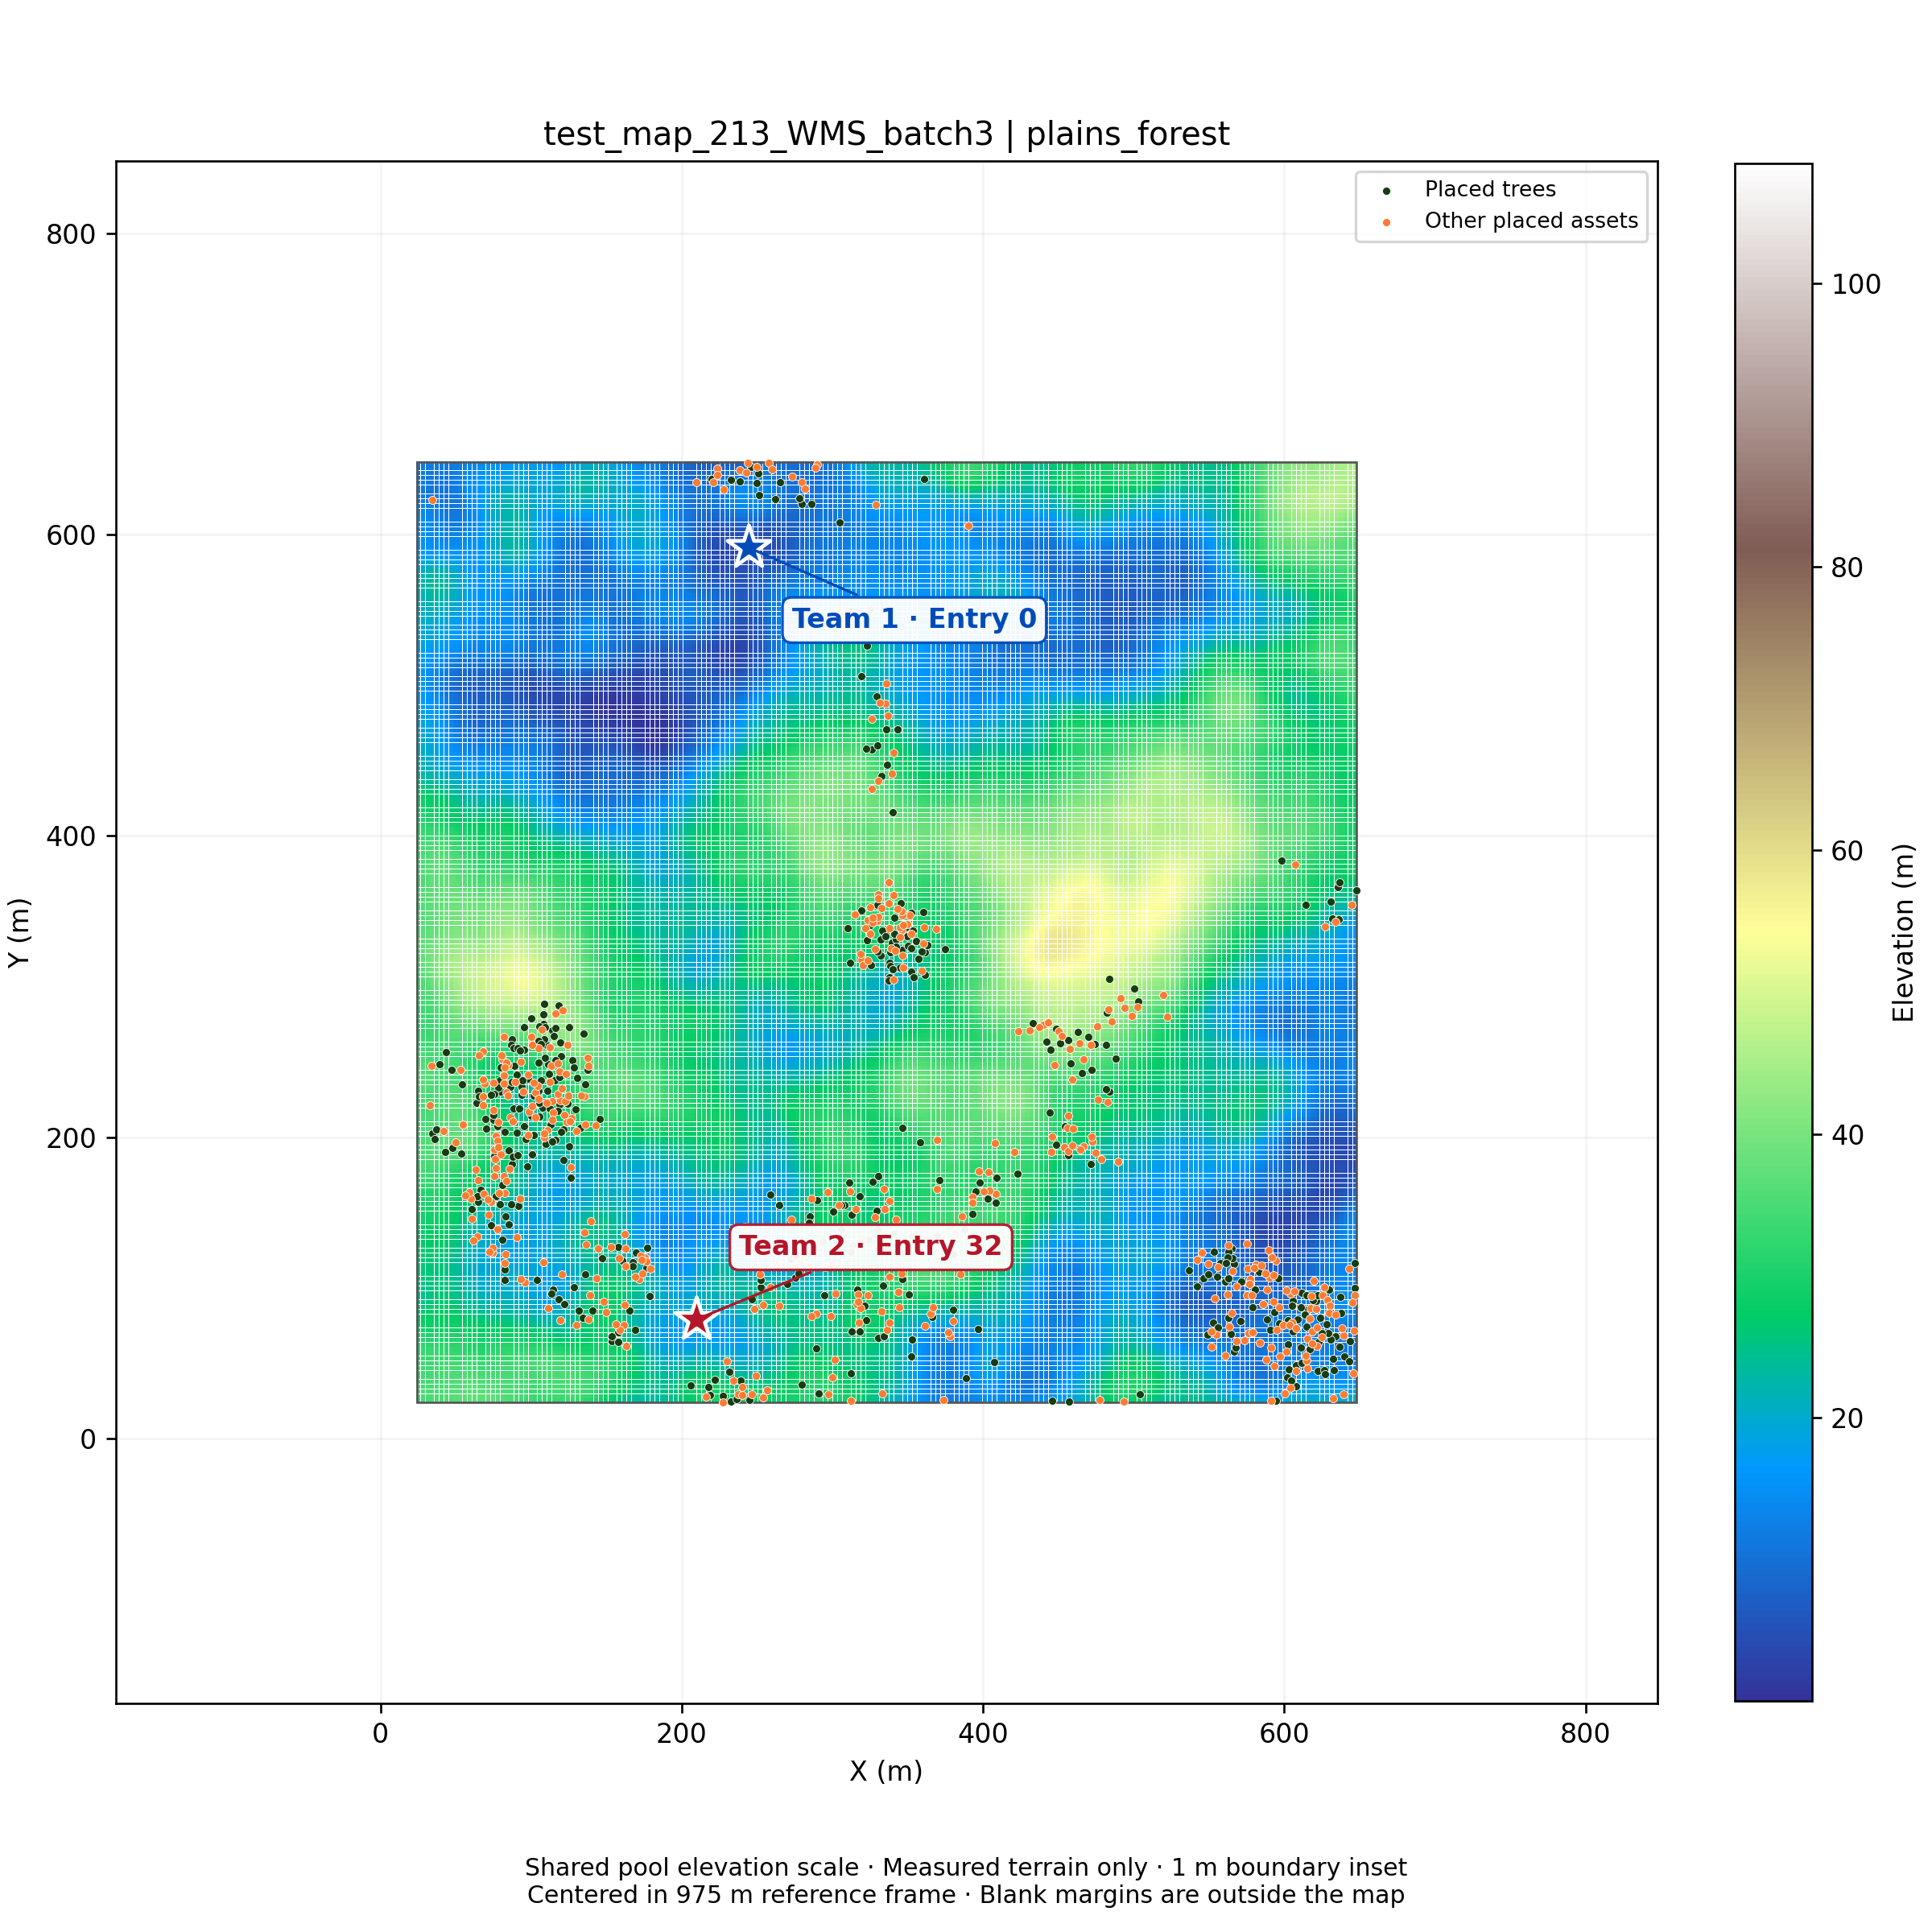 test_map_213_WMS_batch3 | plains_forest
Placed trees
Other placed assets
Team 1 · Entry 0
Team 2 · Entry 32
800
600
400
200
0
Y (m)
0
200
400
600
800
X (m)
100
80
60
40
20
Elevation (m)
Shared pool elevation scale · Measured terrain only · 1 m boundary inset
Centered in 975 m reference frame · Blank margins are outside the map